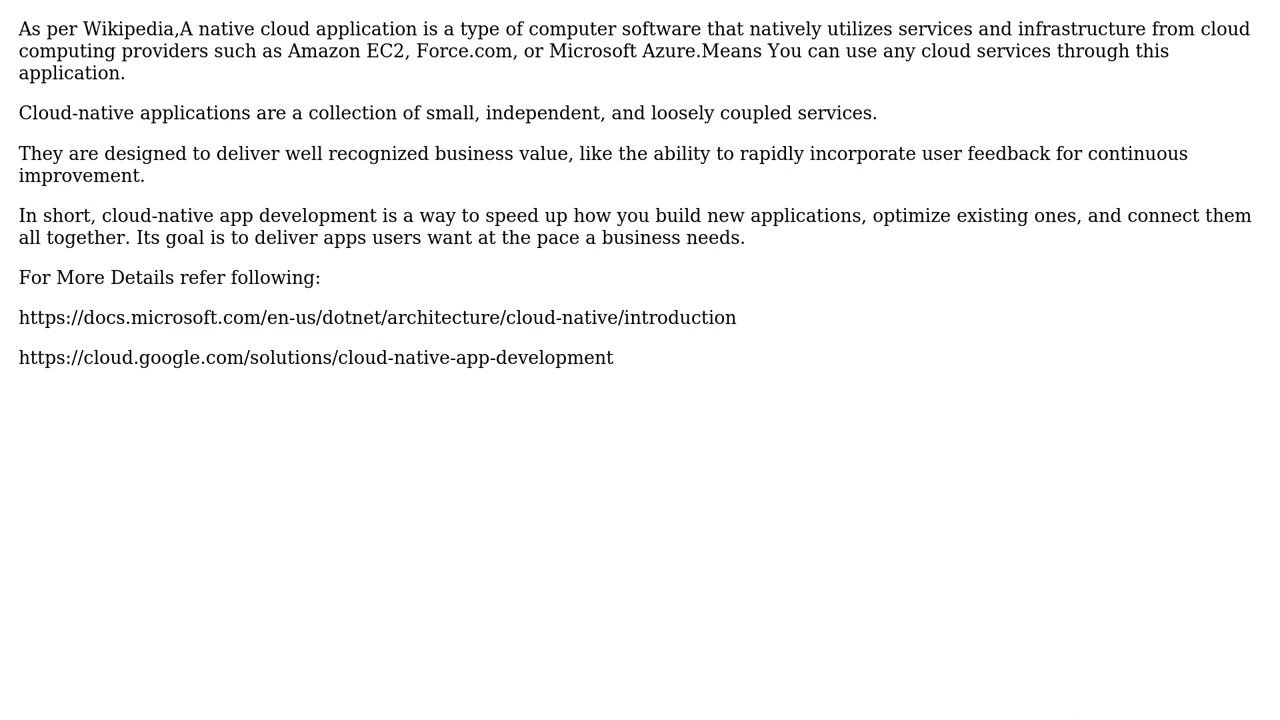 As per Wikipedia,A native cloud application is a type of computer software that natively utilizes services and infrastructure from cloud
computing providers such as Amazon EC2, Force.com, or Microsoft Azure.Means You can use any cloud services through this
application.
Cloud-native applications are a collection of small, independent, and loosely coupled services.
They are designed to deliver well recognized business value, like the ability to rapidly incorporate user feedback for continuous
improvement.
In short, cloud-native app development is a way to speed up how you build new applications, optimize existing ones, and connect them
all together. Its goal is to deliver apps users want at the pace a business needs.
For More Details refer following:
https://docs.microsoft.com/en-us/dotnet/architecture/cloud-native/introduction
https://cloud.google.com/solutions/cloud-native-app-development